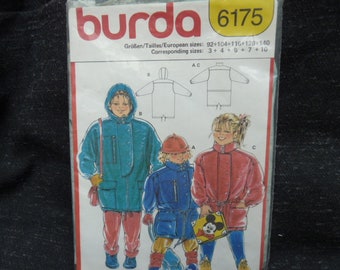 burda
6175
Größen/Tailles/European sizes: 92+104+116+128+140
Corresponding sizes: 3 + 4 + 6 + 7 + 10
B
A C
B
A
C